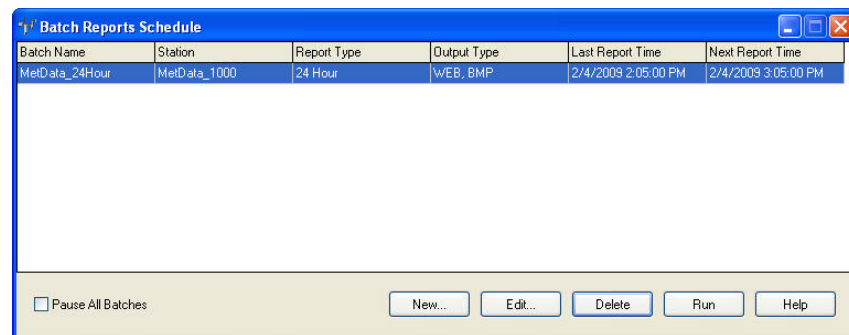 Batch Reports Schedule
Batch Name Station Report Type Output Type Last Report Time Next Report Time
MetData_24Hour MetData_1000 24 Hour WEB, BMP 2/4/2009 2:05:00 PM 2/4/2009 3:05:00 PM
Pause All Batches New... Edit... Delete Run Help